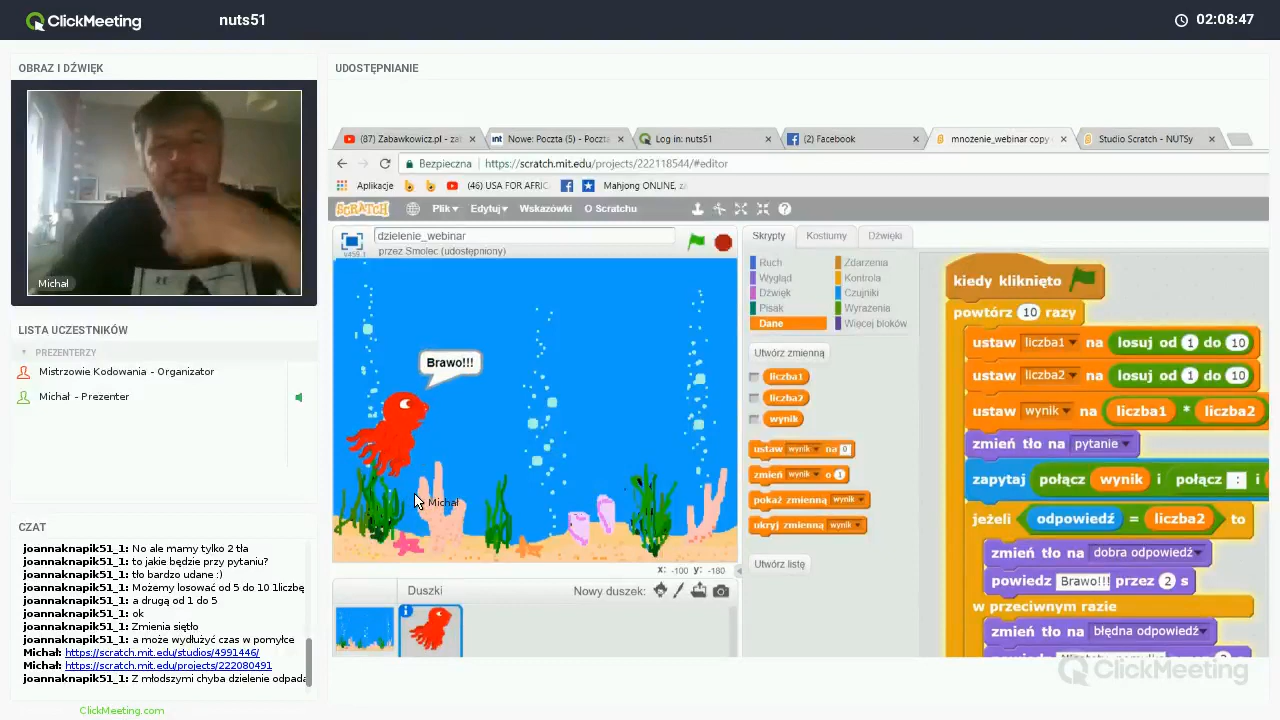 ClickMeeting
nuts51
02:08:47
OBRAZ I DŹWIĘK
Michał
LISTA UCZESTNIKÓW
PREZENTERZY
Mistrzowie Kodowania - Organizator
Michał - Prezenter
CZAT
joannaknapik51_1: No ale mamy tylko 2 tła
joannaknapik51_1: to jakie będzie przy pytaniu?
joannaknapik51_1: tło bardzo udane :)
joannaknapik51_1: Możemy losować od 5 do 10 1liczbę
joannaknapik51_1: a drugą od 1 do 5
joannaknapik51_1: ok
joannaknapik51_1: Zmienia siętło
joannaknapik51_1: a może wydłużyć czas w pomyłce
Michał: https://scratch.mit.edu/studios/4991446/
Michał: https://scratch.mit.edu/projects/222080491
joannaknapik51_1: Z młodszymi chyba dzielenie odpada
ClickMeeting.com
UDOSTĘPNIANIE
(87) Zabawkowicz.pl - za
Nowe: Poczta (5) - Poczta
Log in: nuts51
(2) Facebook
mnozenie_webinar copy
Studio Scratch - NUTSy
Bezpieczna
https://scratch.mit.edu/projects/222118544/#editor
Aplikacje
(46) USA FOR AFRIC
Mahjong ONLINE, za
SCRATCH
Plik
Edytuj
Wskazówki
O Scratchu
dzielenie_webinar
przez Smolec (udostępniony)
v459.1
Brawo!!!
Michał
x: -100 y: -180
Duszki
Nowy duszek:
Skrypty
Kostiumy
Dźwięki
Ruch
Zdarzenia
Wygląd
Kontrola
Dźwięk
Czujniki
Pisak
Wyrażenia
Dane
Więcej bloków
Utwórz zmienną
liczba1
liczba2
wynik
ustaw wynik na 0
zmień wynik o 1
pokaż zmienną wynik
ukryj zmienną wynik
Utwórz listę
kiedy kliknięto
powtórz 10 razy
ustaw liczba1 na losuj od 1 do 10
ustaw liczba2 na losuj od 1 do 10
ustaw wynik na liczba1 * liczba2
zmień tło na pytanie
zapytaj połącz wynik i połącz : i
jeżeli odpowiedź = liczba2 to
zmień tło na dobra odpowiedź
powiedz Brawo!!! przez 2 s
w przeciwnym razie
zmień tło na błędna odpowiedź
ClickMeeting